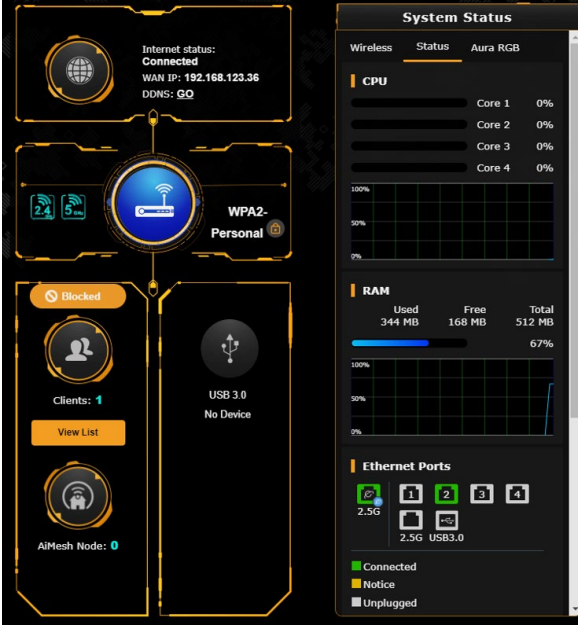 Internet status:
Connected
WAN IP: 192.168.123.36
DDNS: GO
2.4 GHz
5 GHz
WPA2-
Personal
Blocked
Clients: 1
View List
AiMesh Node: 0
USB 3.0
No Device
System Status
Wireless Status Aura RGB
CPU
Core 1 0%
Core 2 0%
Core 3 0%
Core 4 0%
100%
50%
0%
RAM
Used Free Total
344 MB 168 MB 512 MB
67%
100%
50%
0%
Ethernet Ports
1 2 3 4
2.5G
2.5G USB3.0
Connected
Notice
Unplugged